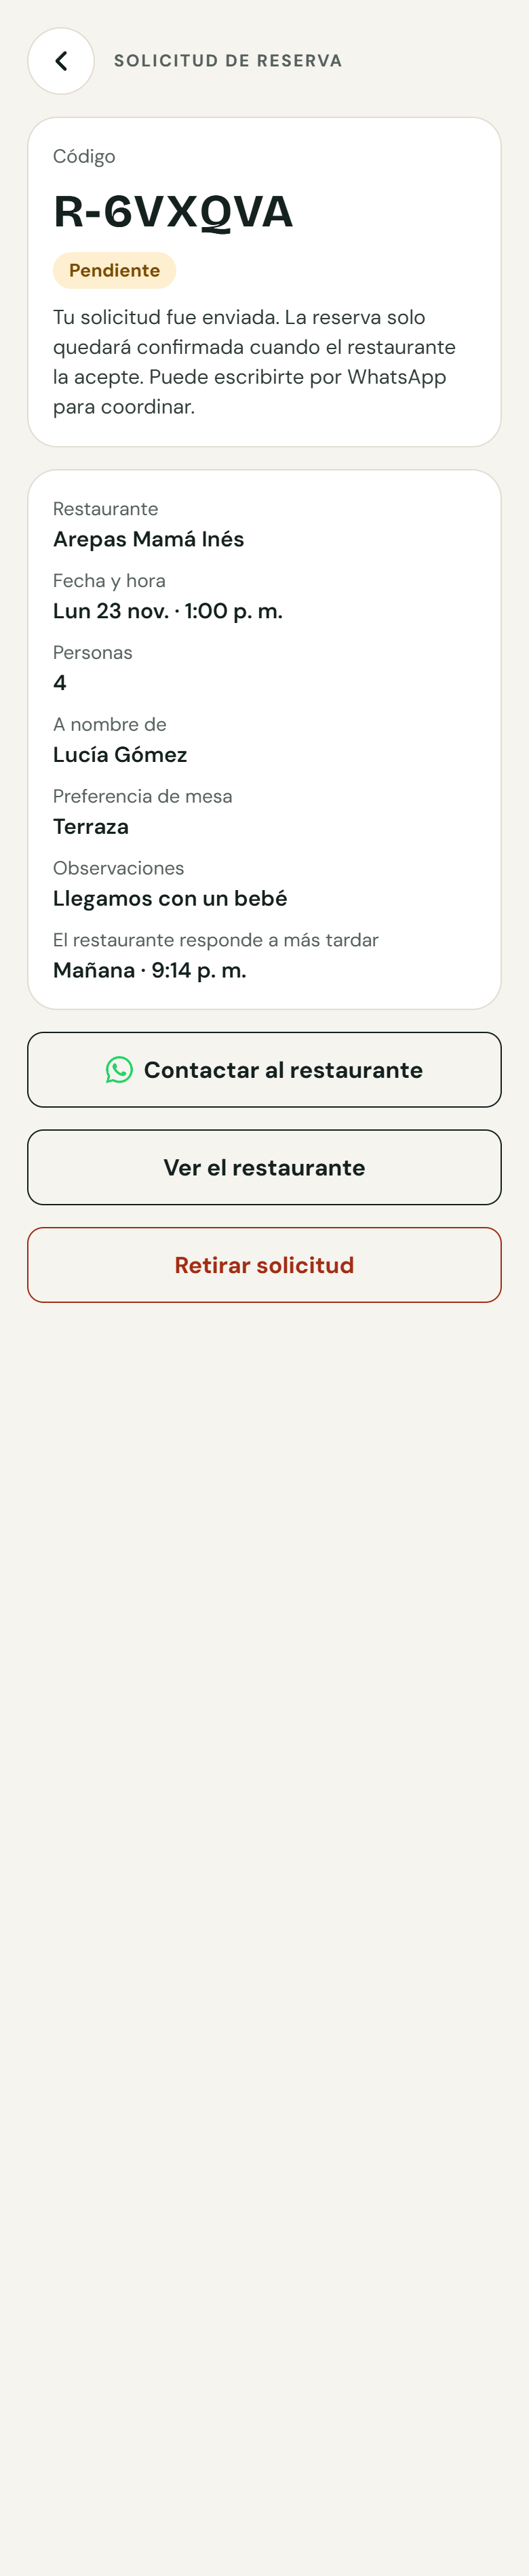 SOLICITUD DE RESERVA
Código
R-6VXQVA
Pendiente
Tu solicitud fue enviada. La reserva solo
quedará confirmada cuando el restaurante
la acepte. Puede escribirte por WhatsApp
para coordinar.
Restaurante
Arepas Mamá Inés
Fecha y hora
Lun 23 nov. · 1:00 p. m.
Personas
4
A nombre de
Lucía Gómez
Preferencia de mesa
Terraza
Observaciones
Llegamos con un bebé
El restaurante responde a más tardar
Mañana · 9:14 p. m.
Contactar al restaurante
Ver el restaurante
Retirar solicitud